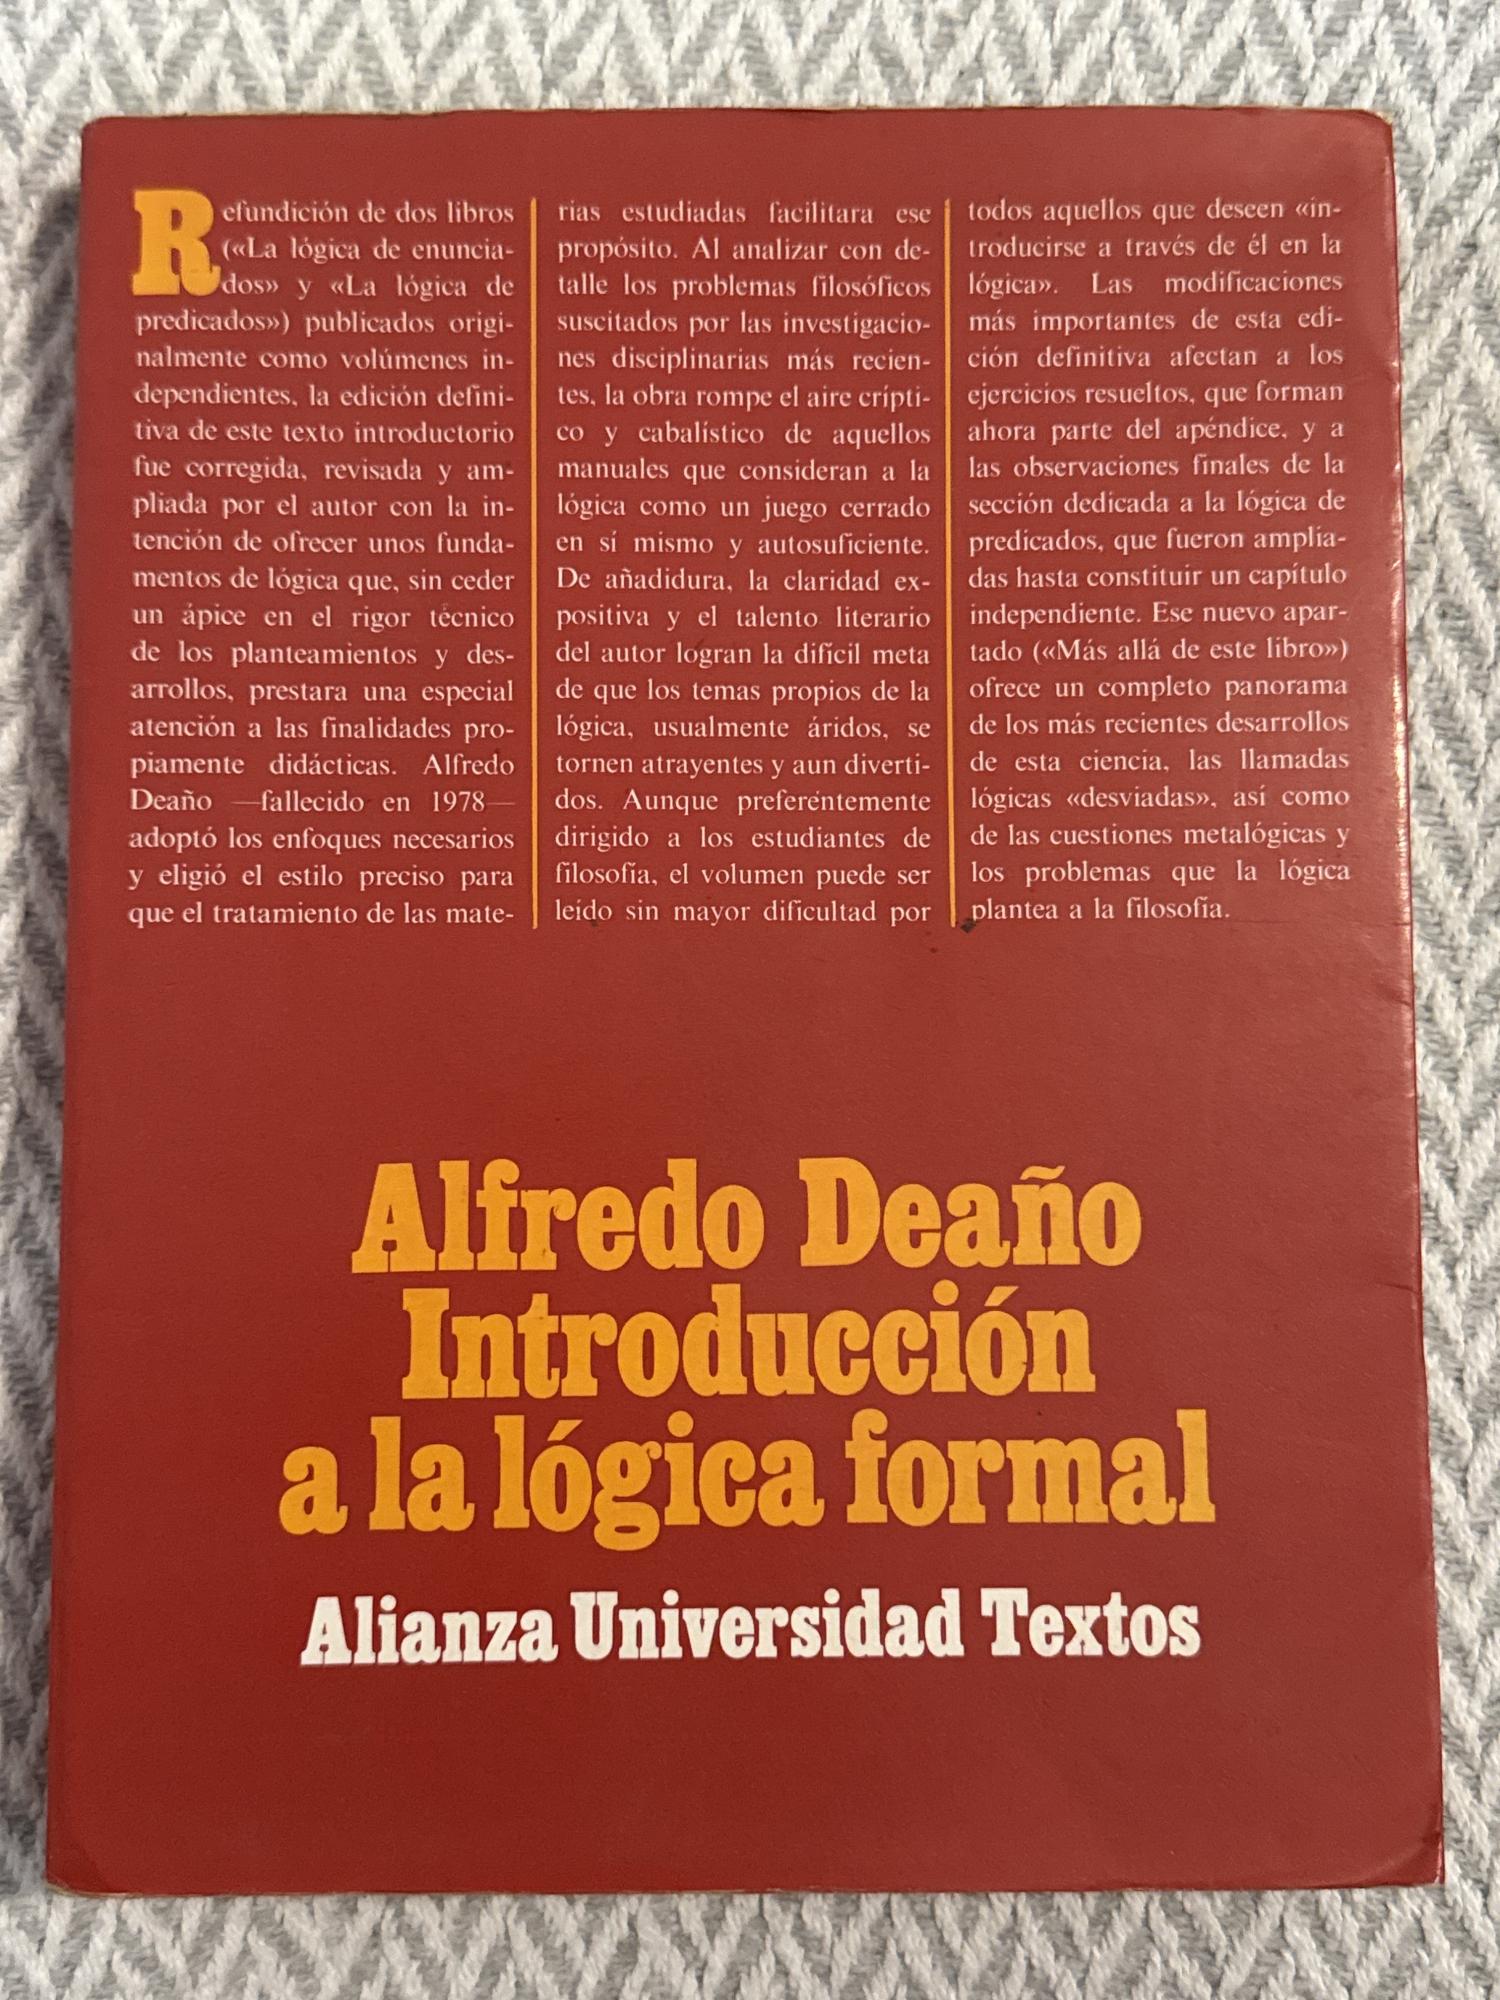 Refundición de dos libros
(«La lógica de enuncia-
dos» y «La lógica de
predicados») publicados origi-
nalmente como volúmenes in-
dependientes, la edición defini-
tiva de este texto introductorio
fue corregida, revisada y am-
pliada por el autor con la in-
tención de ofrecer unos funda-
mentos de lógica que, sin ceder
un ápice en el rigor técnico
de los planteamientos y des-
arrollos, prestara una especial
atención a las finalidades pro-
piamente didácticas. Alfredo
Deaño —fallecido en 1978—
adoptó los enfoques necesarios
y eligió el estilo preciso para
que el tratamiento de las mate-
rias estudiadas facilitara ese
propósito. Al analizar con de-
talle los problemas filosóficos
suscitados por las investigacio-
nes disciplinarias más recien-
tes, la obra rompe el aire crípti-
co y cabalístico de aquellos
manuales que consideran a la
lógica como un juego cerrado
en sí mismo y autosuficiente.
De añadidura, la claridad ex-
positiva y el talento literario
del autor logran la difícil meta
de que los temas propios de la
lógica, usualmente áridos, se
tornen atrayentes y aun diverti-
dos. Aunque preferéntemente
dirigido a los estudiantes de
filosofía, el volumen puede ser
leído sin mayor dificultad por
todos aquellos que deseen «in-
troducirse a través de él en la
lógica». Las modificaciones
más importantes de esta edi-
ción definitiva afectan a los
ejercicios resueltos, que forman
ahora parte del apéndice, y a
las observaciones finales de la
sección dedicada a la lógica de
predicados, que fueron amplia-
das hasta constituir un capítulo
independiente. Ese nuevo apar-
tado («Más allá de este libro»)
ofrece un completo panorama
de los más recientes desarrollos
de esta ciencia, las llamadas
lógicas «desviadas», así como
de las cuestiones metalógicas y
los problemas que la lógica
plantea a la filosofía.
Alfredo Deaño
Introducción
a la lógica formal
Alianza Universidad Textos